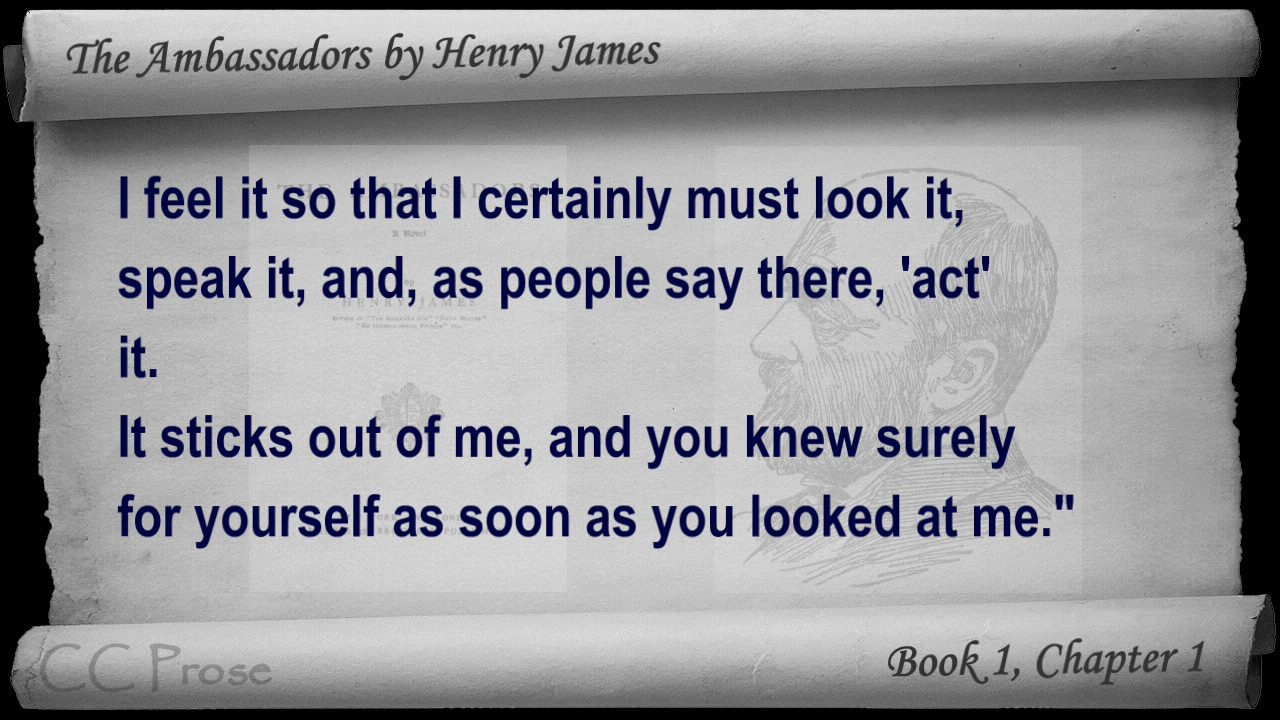 The Ambassadors by Henry James
I feel it so that I certainly must look it,
speak it, and, as people say there, 'act'
it.
It sticks out of me, and you knew surely
for yourself as soon as you looked at me."
CC Prose
Book 1, Chapter 1